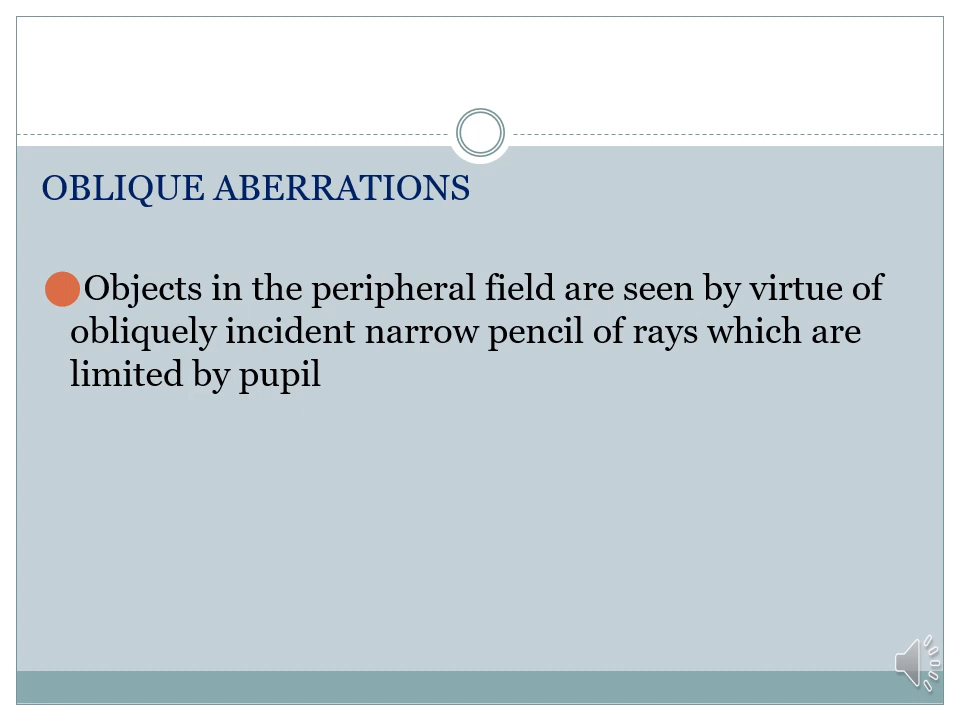 OBLIQUE ABERRATIONS
Objects in the peripheral field are seen by virtue of
obliquely incident narrow pencil of rays which are
limited by pupil